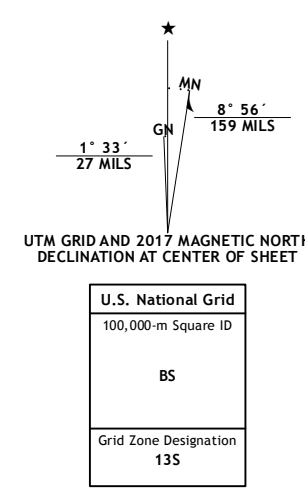 ★
MN
8° 56´
159 MILS
GN
1° 33´
27 MILS
UTM GRID AND 2017 MAGNETIC NORTH
DECLINATION AT CENTER OF SHEET
U.S. National Grid
100,000-m Square ID
BS
Grid Zone Designation
13S